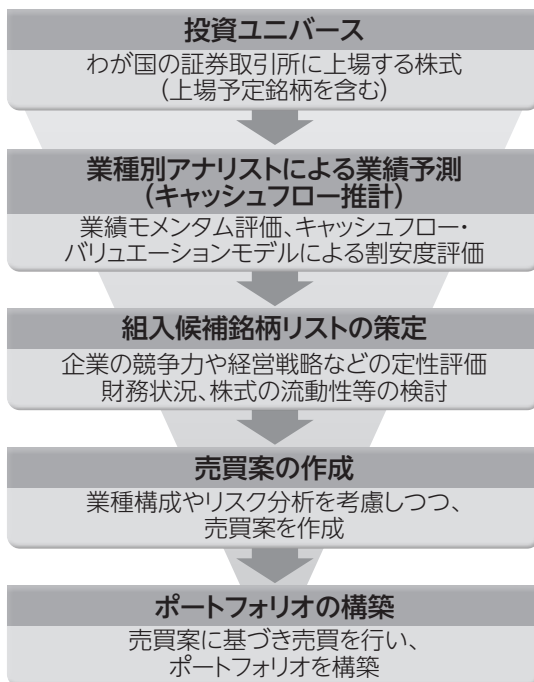 投資ユニバース
わが国の証券取引所に上場する株式
(上場予定銘柄を含む)
業種別アナリストによる業績予測
(キャッシュフロー推計)
業績モメンタム評価、キャッシュフロー・
バリュエーションモデルによる割安度評価
組入候補銘柄リストの策定
企業の競争力や経営戦略などの定性評価
財務状況、株式の流動性等の検討
売買案の作成
業種構成やリスク分析を考慮しつつ、
売買案を作成
ポートフォリオの構築
売買案に基づき売買を行い、
ポートフォリオを構築